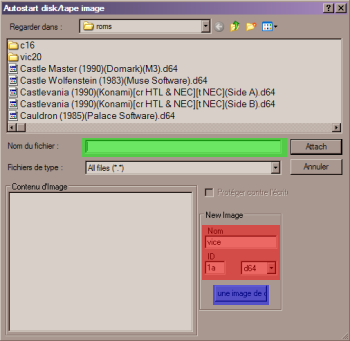 Autostart disk/tape image
Regarder dans : roms
c16
vic20
Castle Master (1990)(Domark)(M3).d64
Castle Wolfenstein (1983)(Muse Software).d64
Castlevania (1990)(Konami)[cr HTL & NEC][t NEC](Side A).d64
Castlevania (1990)(Konami)[cr HTL & NEC][t NEC](Side B).d64
Cauldron (1985)(Palace Software).d64
Nom du fichier : Attach
Fichiers de type : All files (*.*) Annuler
Contenu d'Image
Protéger contre l'écrit
New Image
Nom
vice
ID
1a d64
une image de